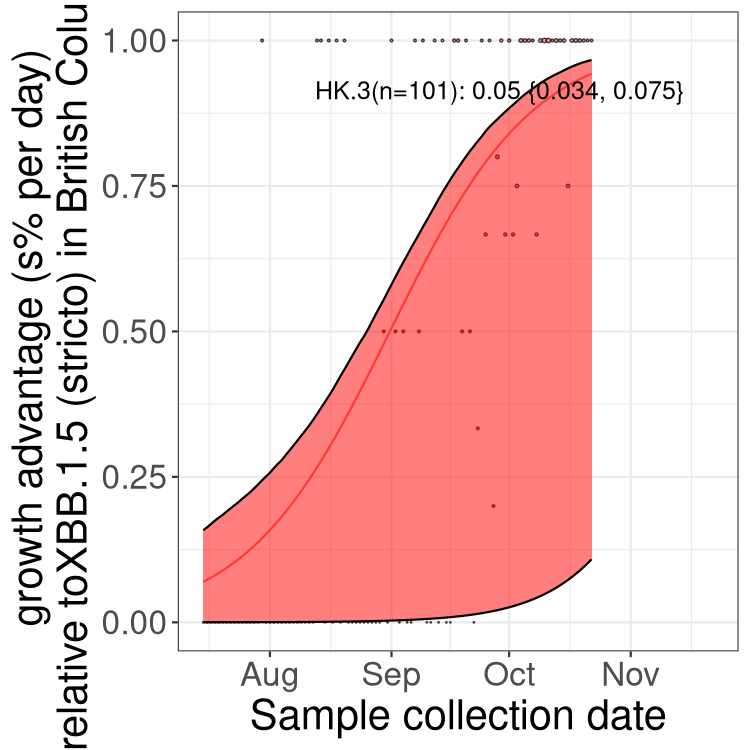 growth advantage (s% per day)
relative toXBB.1.5 (stricto) in British Colu
1.00
0.75
0.50
0.25
0.00
HK.3(n=101): 0.05 {0.034, 0.075}
Aug Sep Oct Nov
Sample collection date